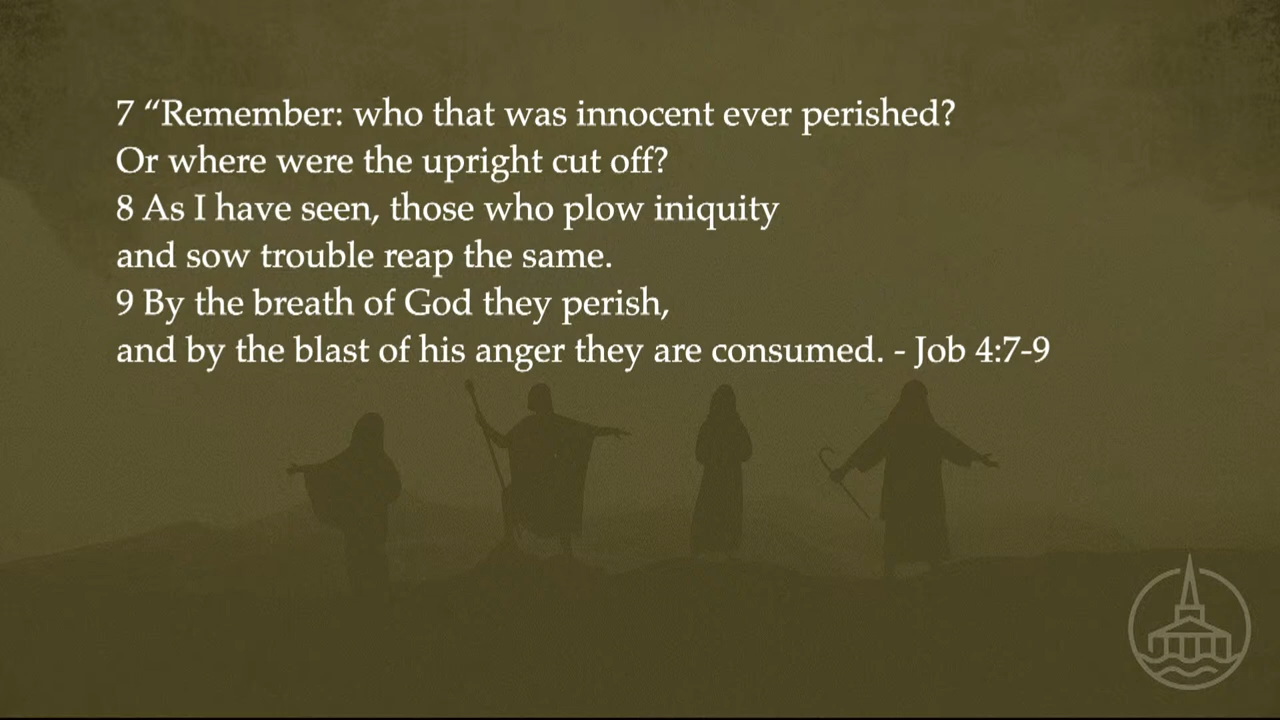 7 “Remember: who that was innocent ever perished?
Or where were the upright cut off?
8 As I have seen, those who plow iniquity
and sow trouble reap the same.
9 By the breath of God they perish,
and by the blast of his anger they are consumed. - Job 4:7-9